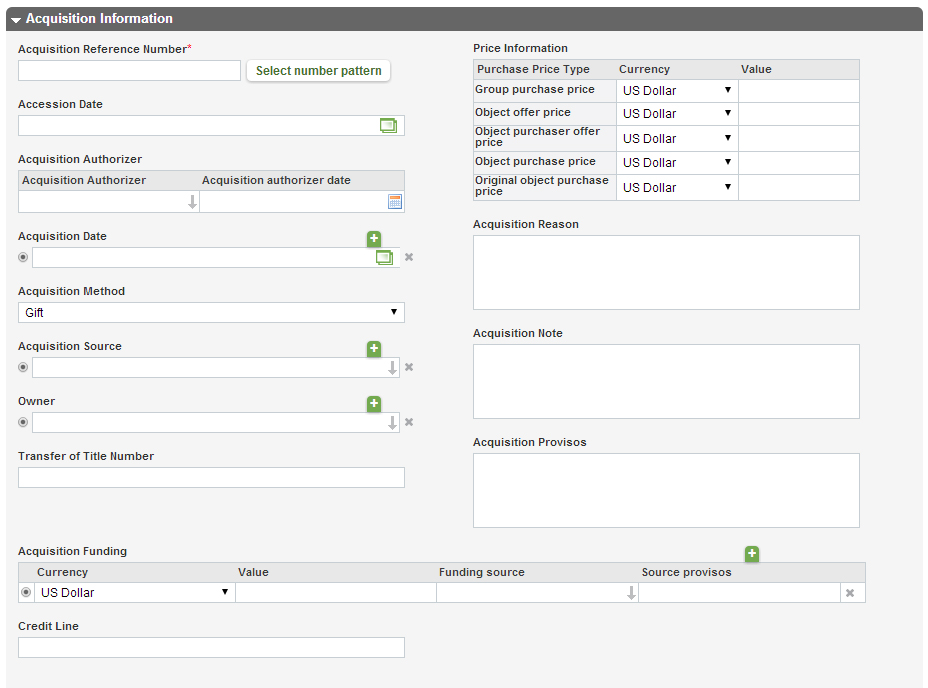 Acquisition Information
Acquisition Reference Number*
Select number pattern
Accession Date
Acquisition Authorizer
Acquisition Authorizer Acquisition authorizer date
Acquisition Date
Acquisition Method
Gift
Acquisition Source
Owner
Transfer of Title Number
Price Information
Purchase Price Type Currency Value
Group purchase price US Dollar
Object offer price US Dollar
Object purchaser offer
price US Dollar
Object purchase price US Dollar
Original object purchase
price US Dollar
Acquisition Reason
Acquisition Note
Acquisition Provisos
Acquisition Funding
Currency Value Funding source Source provisos
US Dollar
Credit Line